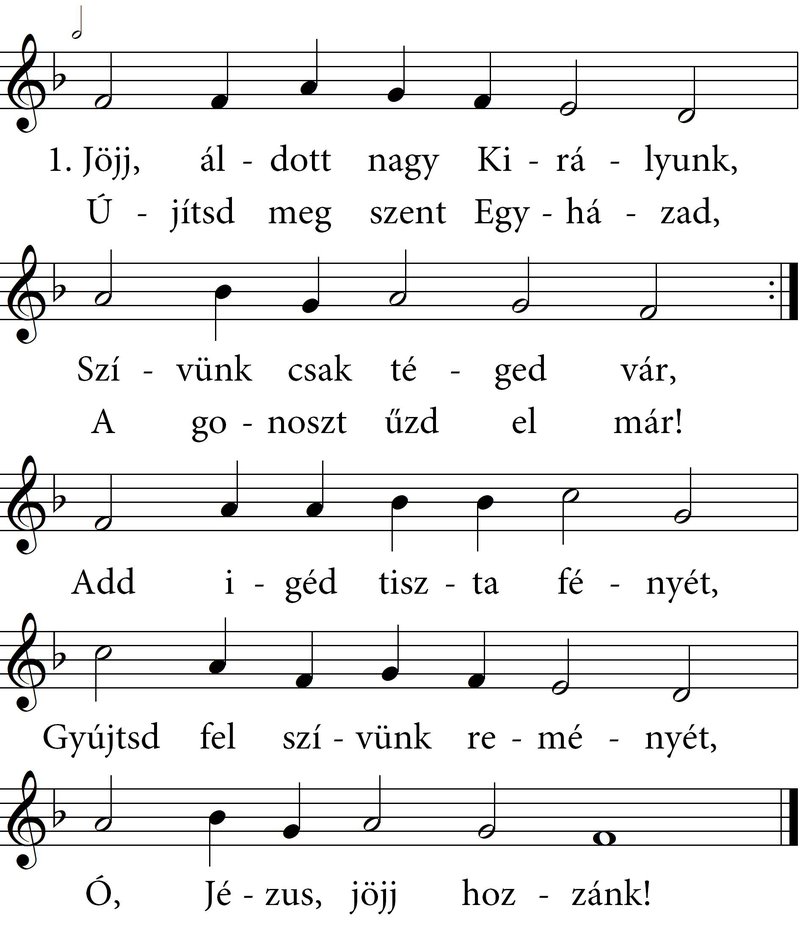 1. Jöjj, ál - dott nagy Ki - rá - lyunk,
Ú - jítsd meg szent Egy - há - zad,
Szí - vünk csak té - ged vár,
A go - noszt űzd el már!
Add i - géd tisz - ta fé - nyét,
Gyújtsd fel szí - vünk re - mé - nyét,
Ó, Jé - zus, jöjj hoz - zánk!